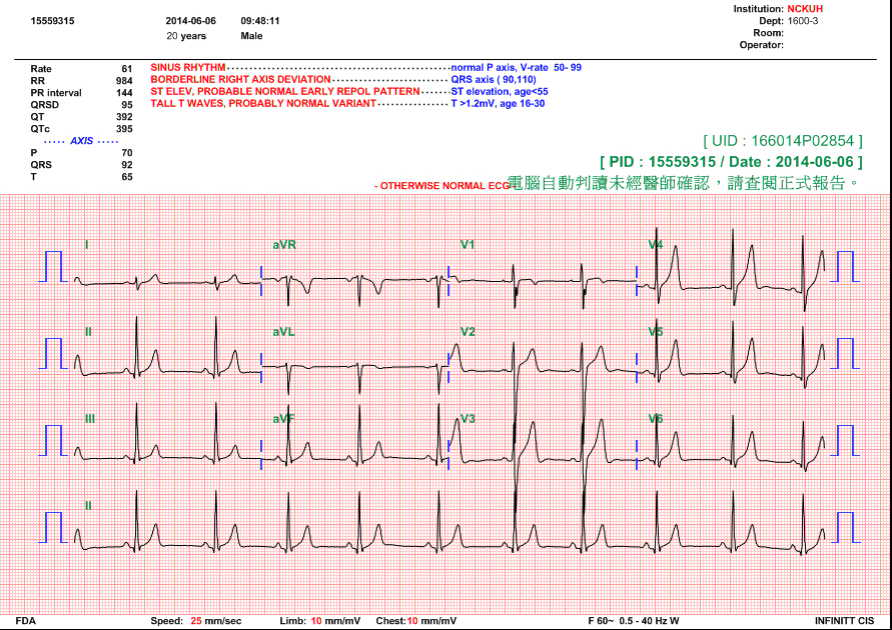 Institution: NCKUH
15559315 2014-06-06 09:48:11 Dept: 1600-3
20 years Male Room:
Operator:
Rate 61 SINUS RHYTHM - normal P axis, V-rate 50- 99
RR 984 BORDERLINE RIGHT AXIS DEVIATION - QRS axis ( 90,110)
PR interval 144 ST ELEV, PROBABLE NORMAL EARLY REPOL PATTERN - ST elevation, age<55
QRSD 95 TALL T WAVES, PROBABLY NORMAL VARIANT - T >1.2mV, age 16-30
QT 392
QTc 395
----- AXIS -----
P 70
QRS 92
T 65
[ UID : 166014P02854 ]
[ PID : 15559315 / Date : 2014-06-06 ]
- OTHERWISE NORMAL ECG 電腦自動判讀未經醫師確認，請查閱正式報告。
I aVR V1 V4
II aVL V2 V5
III aVF V3 V6
II
FDA Speed: 25 mm/sec Limb: 10 mm/mV Chest: 10 mm/mV F 60~ 0.5 - 40 Hz W INFINITT CIS